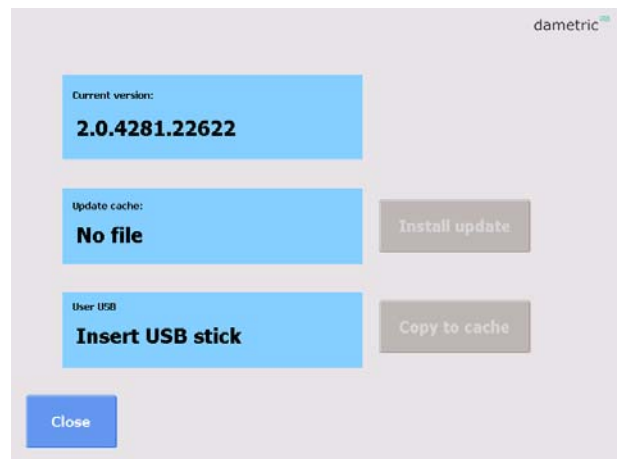 dametric
Current version:
2.0.4281.22622
Update cache:
No file
Install update
User USB
Insert USB stick
Copy to cache
Close